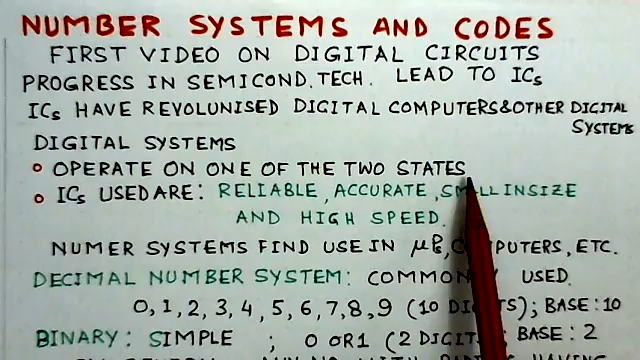 NUMBER SYSTEMS AND CODES
FIRST VIDEO ON DIGITAL CIRCUITS
PROGRESS IN SEMICOND. TECH. LEAD TO ICs
ICs HAVE REVOLUNISED DIGITAL COMPUTERS & OTHER DIGITAL
SYSTEMS
DIGITAL SYSTEMS
OPERATE ON ONE OF THE TWO STATES
ICs USED ARE: RELIABLE, ACCURATE, SMALL IN SIZE
AND HIGH SPEED.
NUMER SYSTEMS FIND USE IN μPs, COMPUTERS, ETC.
DECIMAL NUMBER SYSTEM: COMMONLY USED.
0, 1, 2, 3, 4, 5, 6, 7, 8, 9 (10 DIGITS); BASE: 10
BINARY: SIMPLE ; 0 OR 1 (2 DIGITS) BASE: 2